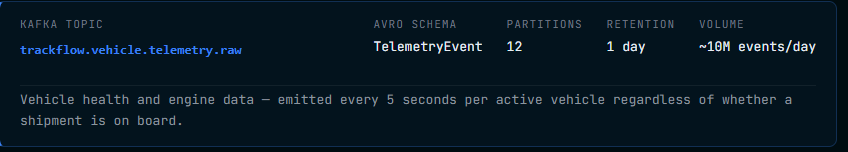 KAFKA TOPIC AVRO SCHEMA PARTITIONS RETENTION VOLUME
trackflow.vehicle.telemetry.raw TelemetryEvent 12 1 day ~10M events/day
Vehicle health and engine data — emitted every 5 seconds per active vehicle regardless of whether a
shipment is on board.